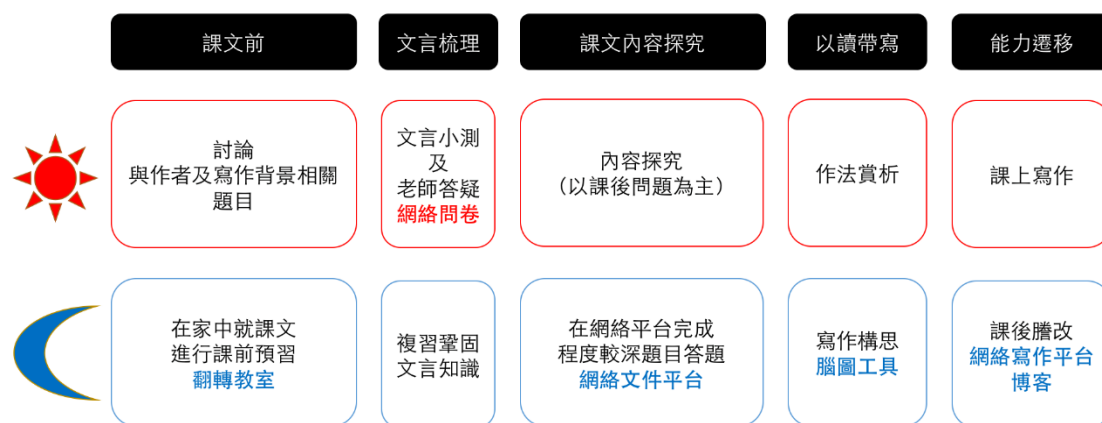 課文前
文言梳理
課文內容探究
以讀帶寫
能力遷移
討論
與作者及寫作背景相關
題目
文言小測
及
老師答疑
網絡問卷
內容探究
（以課後問題為主）
作法賞析
課上寫作
在家中就課文
進行課前預習
翻轉教室
複習鞏固
文言知識
在網絡平台完成
程度較深題目答題
網絡文件平台
寫作構思
腦圖工具
課後謄改
網絡寫作平台
博客